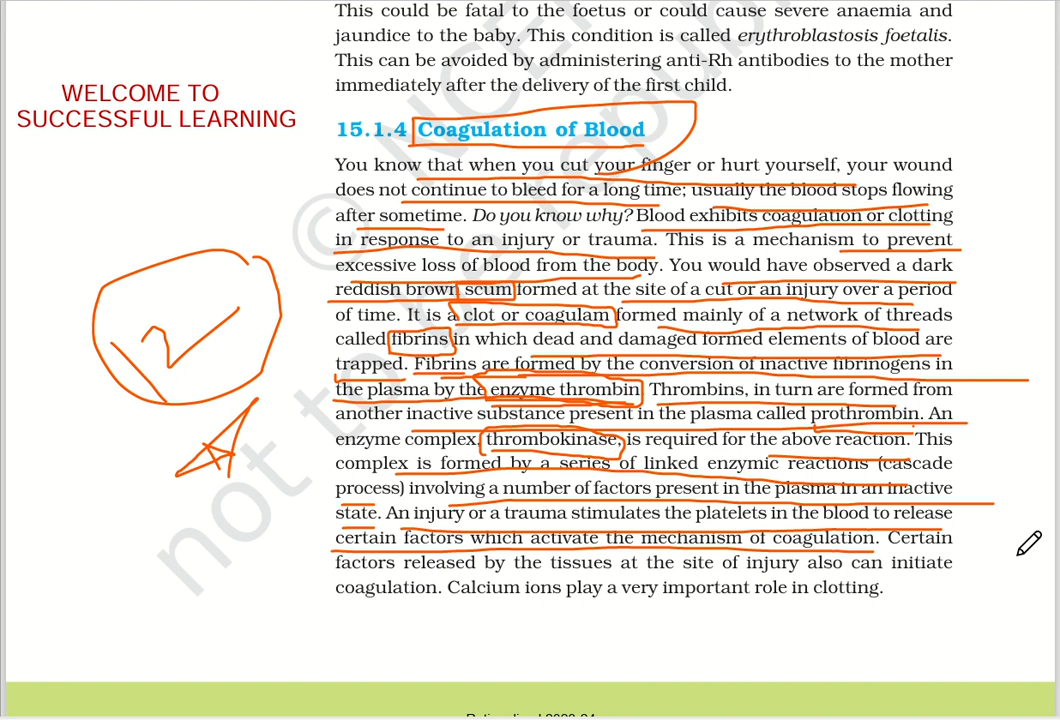 This could be fatal to the foetus or could cause severe anaemia and
jaundice to the baby. This condition is called erythroblastosis foetalis.
This can be avoided by administering anti-Rh antibodies to the mother
immediately after the delivery of the first child.
WELCOME TO
SUCCESSFUL LEARNING
15.1.4 Coagulation of Blood
You know that when you cut your finger or hurt yourself, your wound
does not continue to bleed for a long time; usually the blood stops flowing
after sometime. Do you know why? Blood exhibits coagulation or clotting
in response to an injury or trauma. This is a mechanism to prevent
excessive loss of blood from the body. You would have observed a dark
reddish brown scum formed at the site of a cut or an injury over a period
of time. It is a clot or coagulam formed mainly of a network of threads
called fibrins in which dead and damaged formed elements of blood are
trapped. Fibrins are formed by the conversion of inactive fibrinogens in
the plasma by the enzyme thrombin. Thrombins, in turn are formed from
another inactive substance present in the plasma called prothrombin. An
enzyme complex, thrombokinase, is required for the above reaction. This
complex is formed by a series of linked enzymic reactions (cascade
process) involving a number of factors present in the plasma in an inactive
state. An injury or a trauma stimulates the platelets in the blood to release
certain factors which activate the mechanism of coagulation. Certain
factors released by the tissues at the site of injury also can initiate
coagulation. Calcium ions play a very important role in clotting.
not to be republ
© NCE